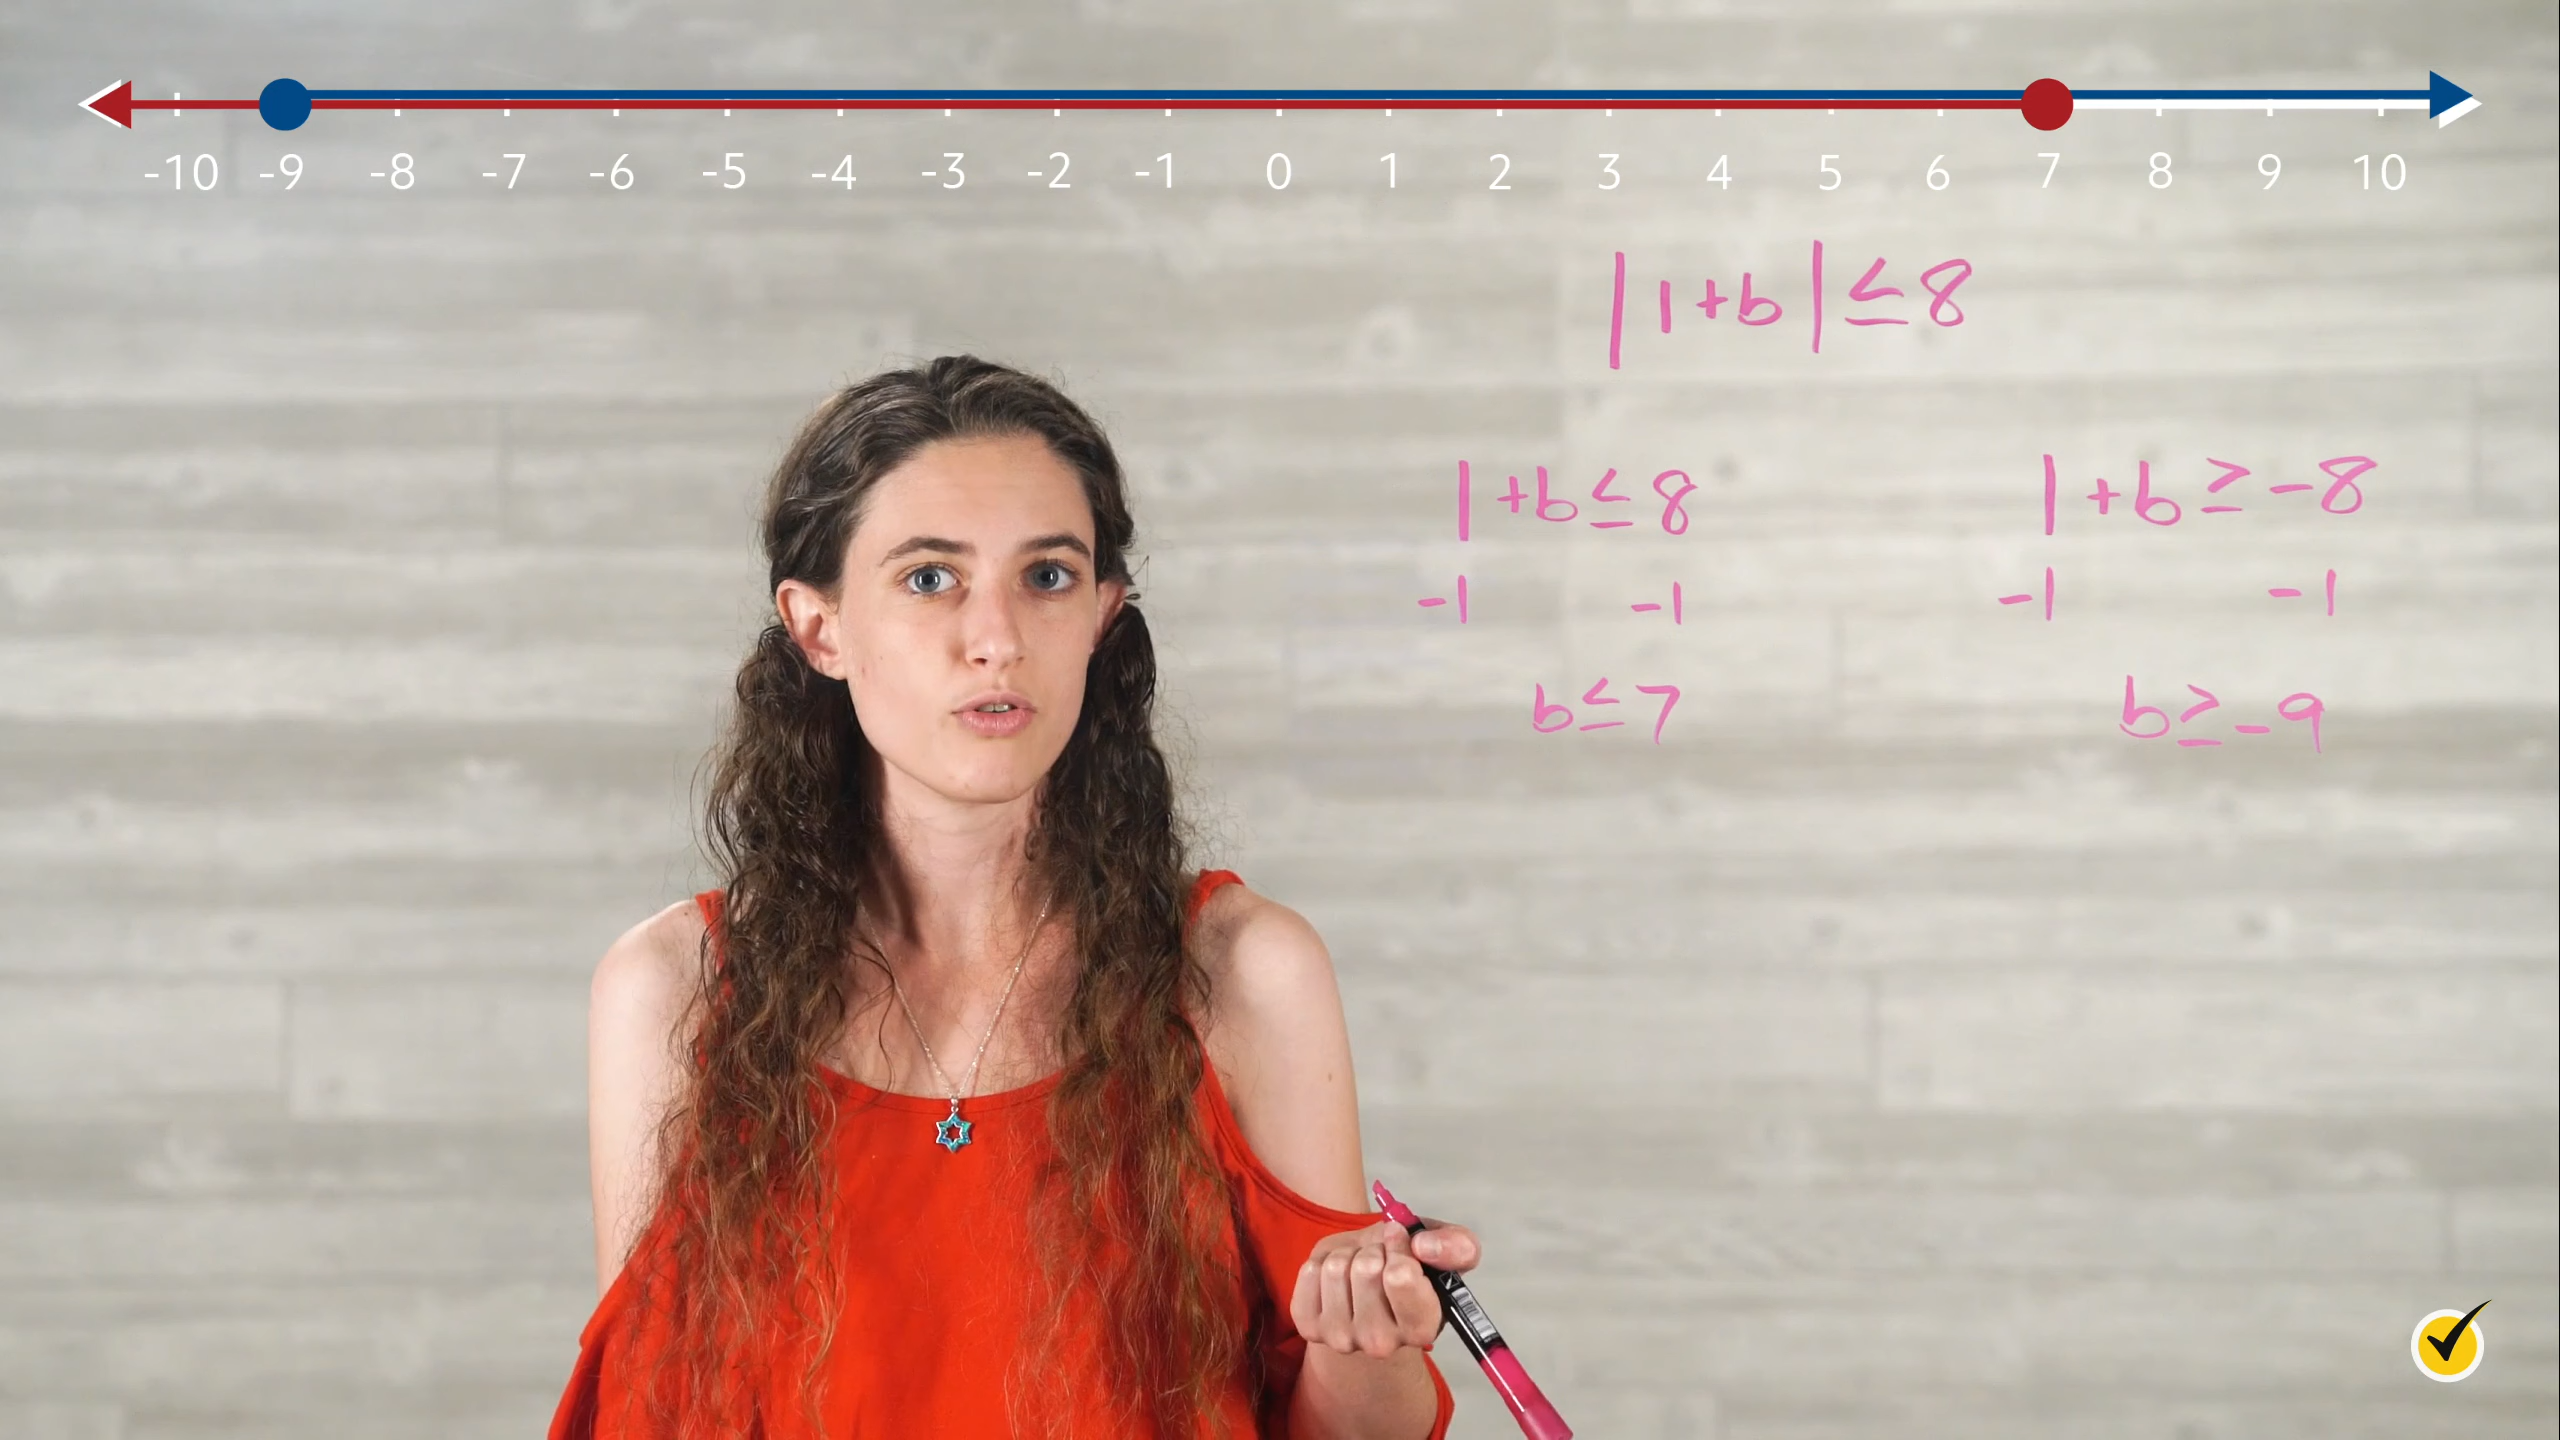 -10 -9 -8 -7 -6 -5 -4 -3 -2 -1 0 1 2 3 4 5 6 7 8 9 10
|1+b|≤8
1+b≤8 1+b≥-8
-1 -1 -1 -1
b≤7 b≥-9